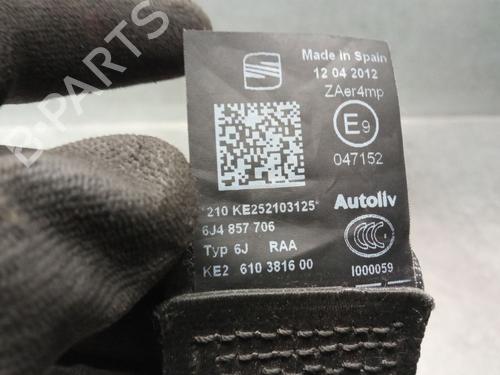 B-PARTS
Made in Spain
12 04 2012
ZAer4mp
E9
047152
*210 KE252103125*
Autoliv
6J4 857 706
Typ 6J RAA
KE2 610 3816 00
I000059